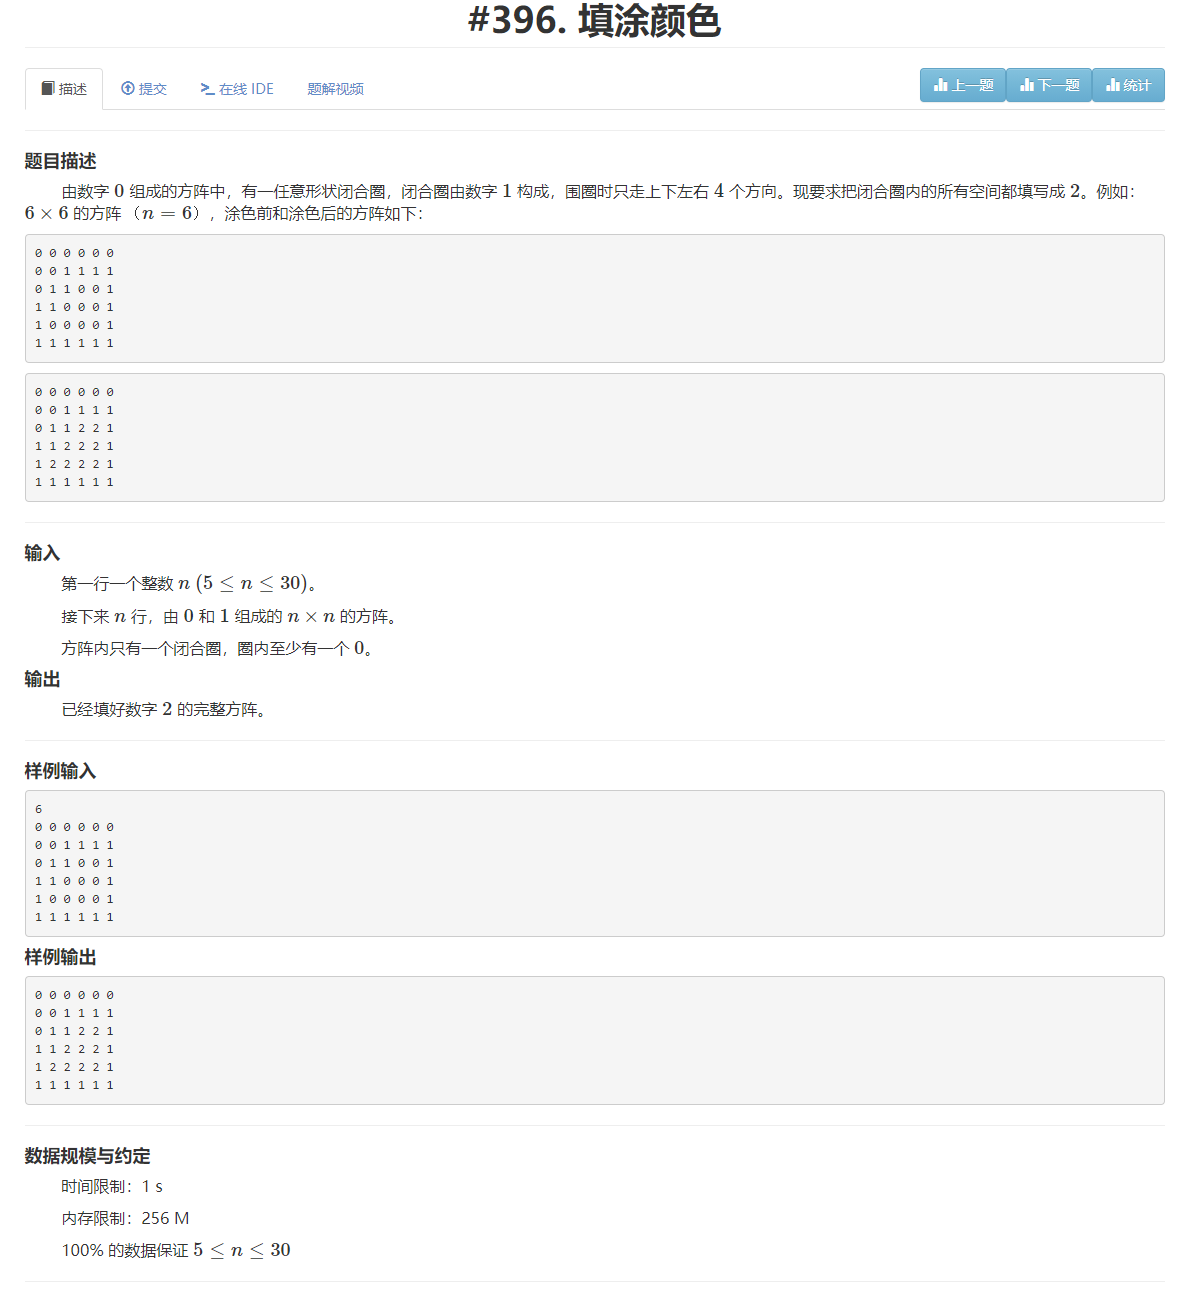 #396. 填涂颜色
描述 提交 在线 IDE 题解视频 上一题 下一题 统计
题目描述
由数字 0 组成的方阵中，有一任意形状闭合圈，闭合圈由数字 1 构成，围圈时只走上下左右 4 个方向。现要求把闭合圈内的所有空间都填写成 2。例如：
6 × 6 的方阵 （n = 6），涂色前和涂色后的方阵如下：
0 0 0 0 0 0
0 0 1 1 1 1
0 1 1 0 0 1
1 1 0 0 0 1
1 0 0 0 0 1
1 1 1 1 1 1
0 0 0 0 0 0
0 0 1 1 1 1
0 1 1 2 2 1
1 1 2 2 2 1
1 2 2 2 2 1
1 1 1 1 1 1
输入
第一行一个整数 n (5 ≤ n ≤ 30)。
接下来 n 行，由 0 和 1 组成的 n × n 的方阵。
方阵内只有一个闭合圈，圈内至少有一个 0。
输出
已经填好数字 2 的完整方阵。
样例输入
6
0 0 0 0 0 0
0 0 1 1 1 1
0 1 1 0 0 1
1 1 0 0 0 1
1 0 0 0 0 1
1 1 1 1 1 1
样例输出
0 0 0 0 0 0
0 0 1 1 1 1
0 1 1 2 2 1
1 1 2 2 2 1
1 2 2 2 2 1
1 1 1 1 1 1
数据规模与约定
时间限制：1 s
内存限制：256 M
100% 的数据保证 5 ≤ n ≤ 30